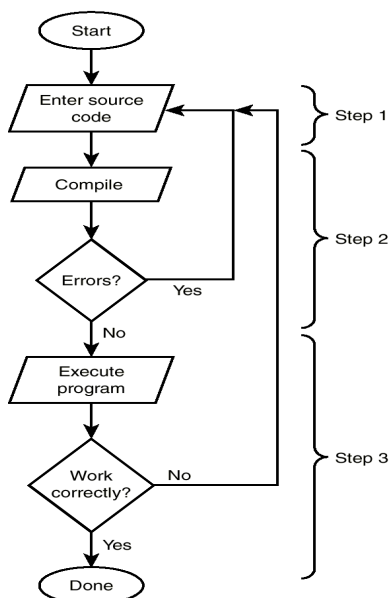 Start
Enter source
code
Step 1
Compile
Step 2
Errors?
Yes
No
Execute
program
Step 3
Work
correctly?
No
Yes
Done